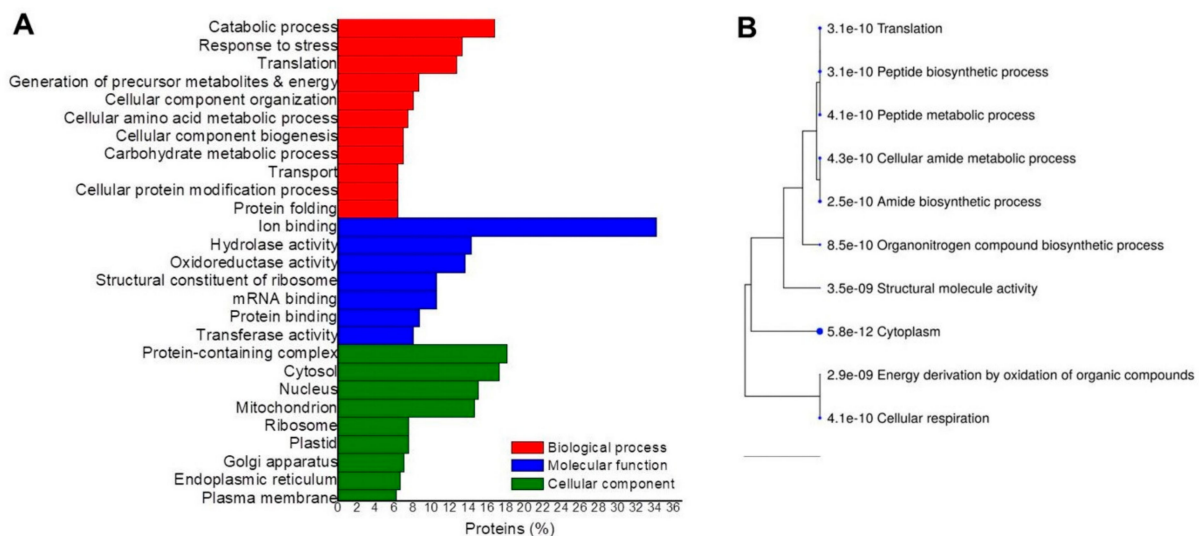 A
Catabolic process
Response to stress
Translation
Generation of precursor metabolites & energy
Cellular component organization
Cellular amino acid metabolic process
Cellular component biogenesis
Carbohydrate metabolic process
Transport
Cellular protein modification process
Protein folding
Ion binding
Hydrolase activity
Oxidoreductase activity
Structural constituent of ribosome
mRNA binding
Protein binding
Transferase activity
Protein-containing complex
Cytosol
Nucleus
Mitochondrion
Ribosome
Plastid
Golgi apparatus
Endoplasmic reticulum
Plasma membrane
Biological process
Molecular function
Cellular component
0 2 4 6 8 10 12 14 16 18 20 22 24 26 28 30 32 34 36
Proteins (%)
B
3.1e-10 Translation
3.1e-10 Peptide biosynthetic process
4.1e-10 Peptide metabolic process
4.3e-10 Cellular amide metabolic process
2.5e-10 Amide biosynthetic process
8.5e-10 Organonitrogen compound biosynthetic process
3.5e-09 Structural molecule activity
5.8e-12 Cytoplasm
2.9e-09 Energy derivation by oxidation of organic compounds
4.1e-10 Cellular respiration